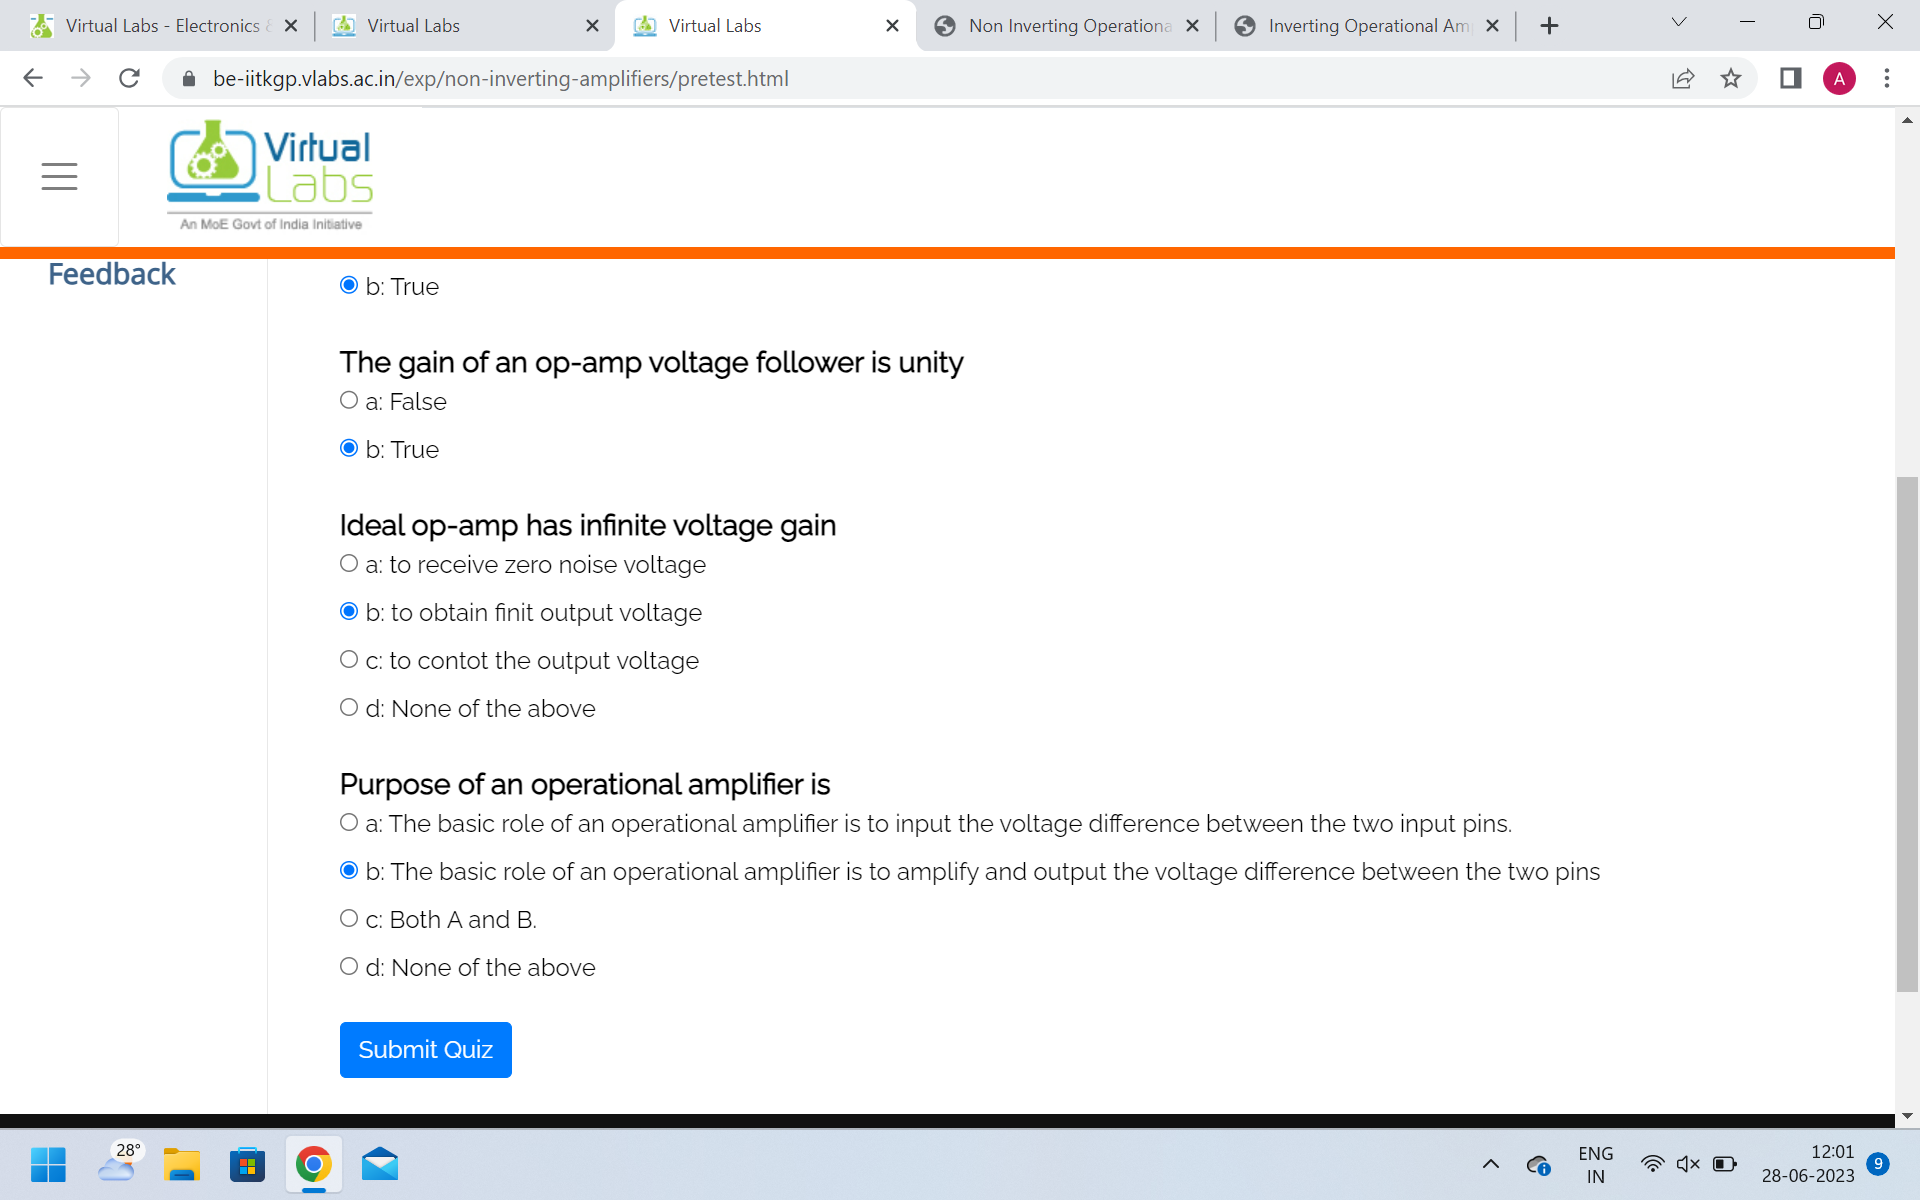 Virtual Labs - Electronics &
Virtual Labs
Virtual Labs
Non Inverting Operationa
Inverting Operational Am
be-iitkgp.vlabs.ac.in/exp/non-inverting-amplifiers/pretest.html
A
Virtual
Labs
An MoE Govt of India Initiative
Feedback
b: True
The gain of an op-amp voltage follower is unity
a: False
b: True
Ideal op-amp has infinite voltage gain
a: to receive zero noise voltage
b: to obtain finit output voltage
c: to contot the output voltage
d: None of the above
Purpose of an operational amplifier is
a: The basic role of an operational amplifier is to input the voltage difference between the two input pins.
b: The basic role of an operational amplifier is to amplify and output the voltage difference between the two pins
c: Both A and B.
d: None of the above
Submit Quiz
28°
ENG
IN
12:01
28-06-2023
9